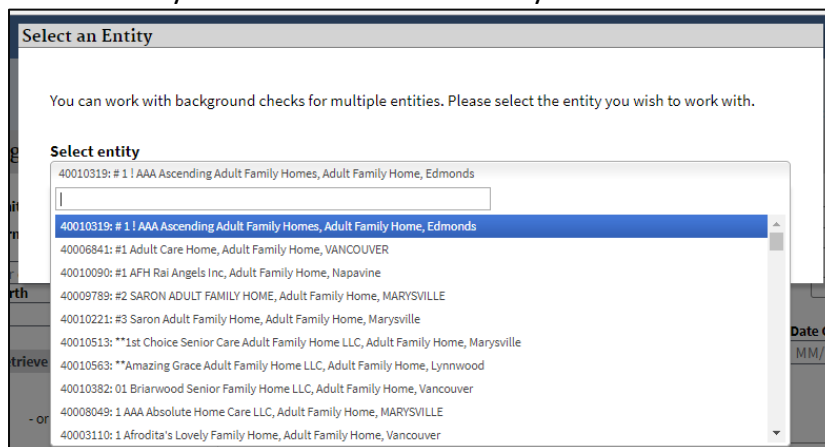 Select an Entity
You can work with background checks for multiple entities. Please select the entity you wish to work with.
Select entity
40010319: # 1 ! AAA Ascending Adult Family Homes, Adult Family Home, Edmonds
40010319: # 1 ! AAA Ascending Adult Family Homes, Adult Family Home, Edmonds
40006841: #1 Adult Care Home, Adult Family Home, VANCOUVER
40010090: #1 AFH Rai Angels Inc, Adult Family Home, Napavine
40009789: #2 SARON ADULT FAMILY HOME, Adult Family Home, MARYSVILLE
40010221: #3 Saron Adult Family Home, Adult Family Home, Marysville
40010513: **1st Choice Senior Care Adult Family Home LLC, Adult Family Home, Marysville
40010563: **Amazing Grace Adult Family Home LLC, Adult Family Home, Lynnwood
40010382: 01 Briarwood Senior Family Home LLC, Adult Family Home, Vancouver
40008049: 1 AAA Absolute Home Care LLC, Adult Family Home, MARYSVILLE
40003110: 1 Afrodita's Lovely Family Home, Adult Family Home, Vancouver
Date
MM/
- or